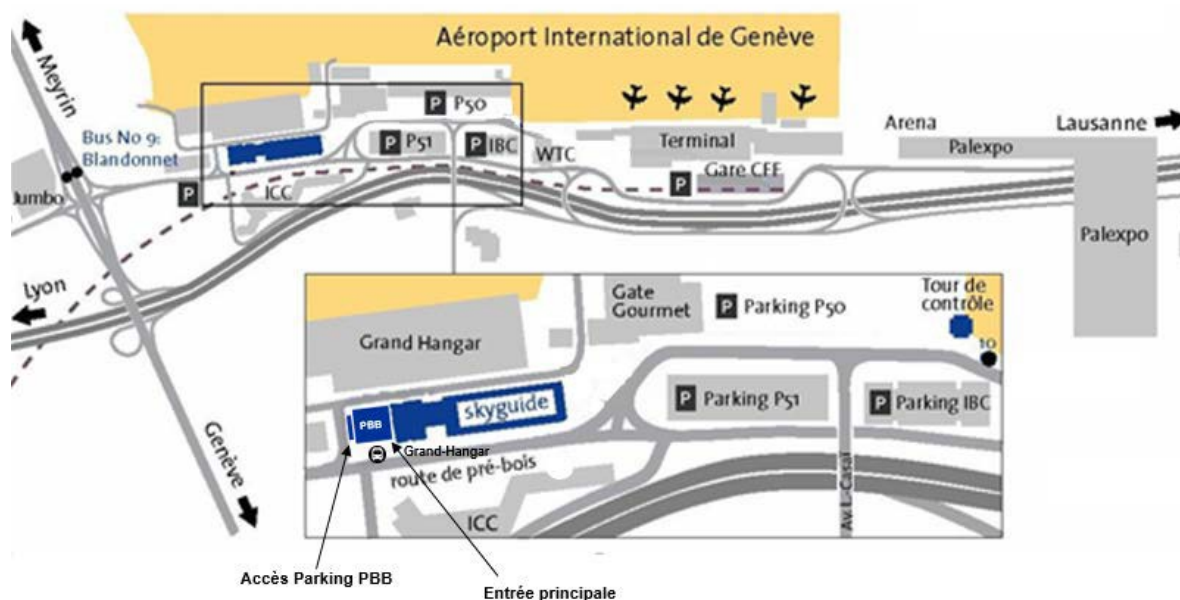 Aéroport International de Genève
Meyrin
Bus No 9:
Blandonnet
P P50
P P51
P IBC
WTC
Terminal
Arena
Lausanne
Palexpo
P
Gare CFF
Jumbo
P
ICC
Palexpo
Lyon
Genève
Gate
Gourmet
P Parking P50
Tour de
contrôle
10
Grand Hangar
P Parking P51
P Parking IBC
skyguide
PBB
Grand-Hangar
route de pré-bois
Av. L.-Casaï
ICC
Accès Parking PBB
Entrée principale